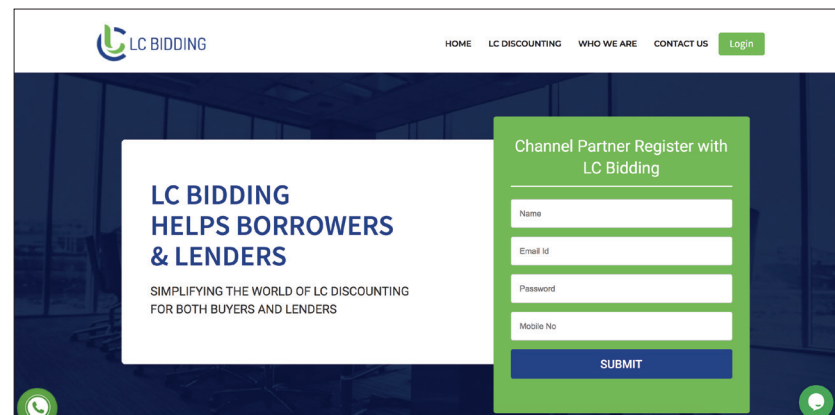 LC BIDDING
HOME LC DISCOUNTING WHO WE ARE CONTACT US Login
LC BIDDING
HELPS BORROWERS
& LENDERS
SIMPLIFYING THE WORLD OF LC DISCOUNTING
FOR BOTH BUYERS AND LENDERS
Channel Partner Register with
LC Bidding
Name
Email Id
Password
Mobile No
SUBMIT